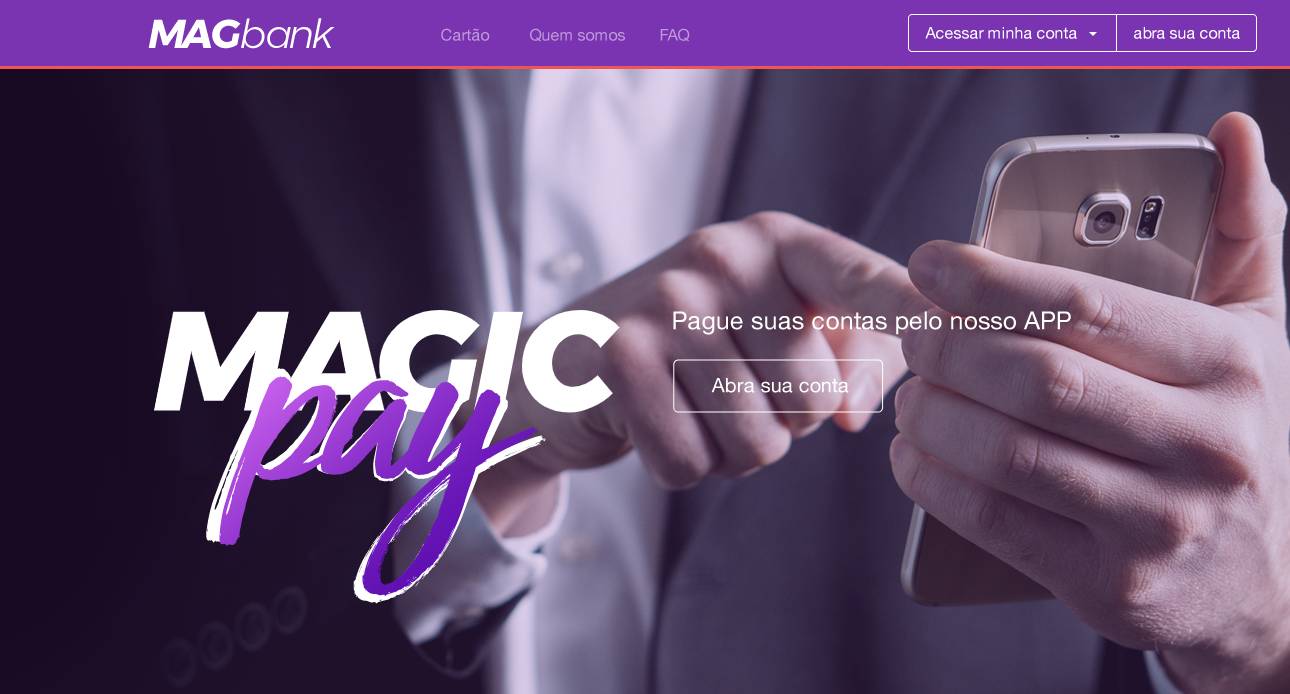 MAGbank
Cartão
Quem somos
FAQ
Acessar minha conta
abra sua conta
MAGIC
pay
Pague suas contas pelo nosso APP
Abra sua conta